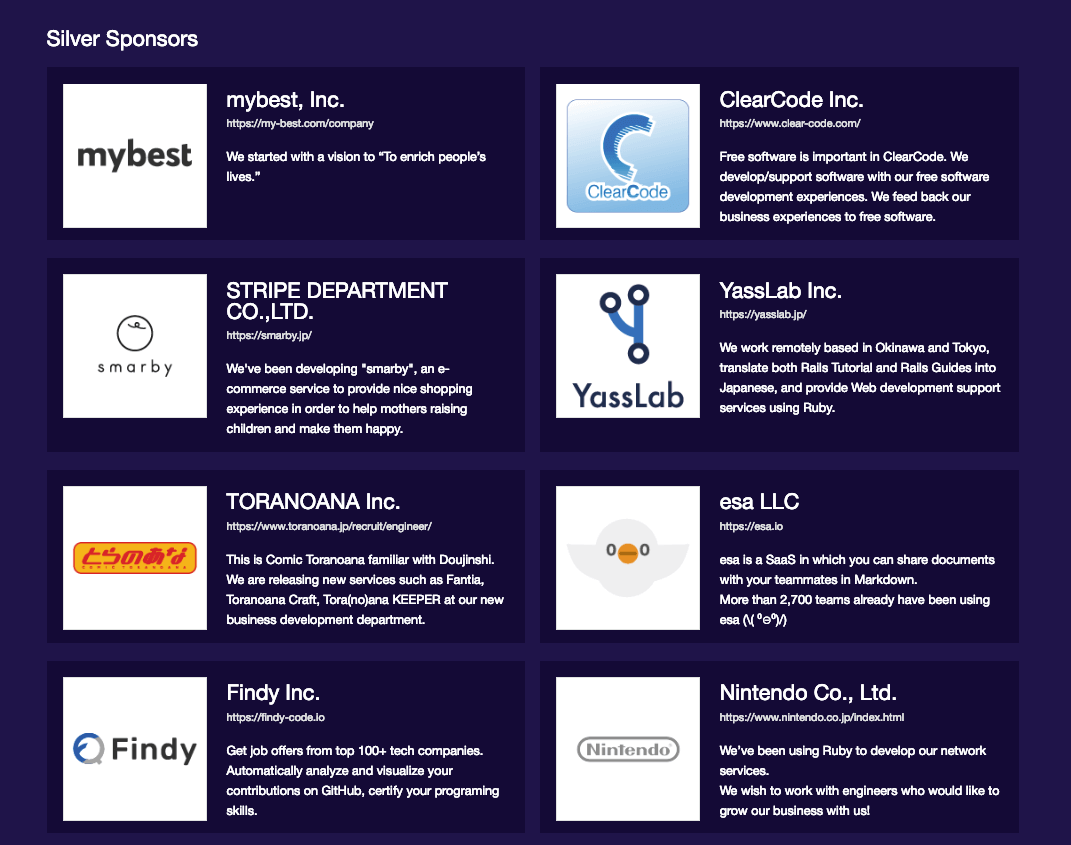 Silver Sponsors
mybest
mybest, Inc.
https://my-best.com/company
We started with a vision to “To enrich people’s
lives.”
ClearCode
ClearCode Inc.
https://www.clear-code.com/
Free software is important in ClearCode. We
develop/support software with our free software
development experiences. We feed back our
business experiences to free software.
smarby
STRIPE DEPARTMENT
CO.,LTD.
https://smarby.jp/
We've been developing "smarby", an e-
commerce service to provide nice shopping
experience in order to help mothers raising
children and make them happy.
YassLab
YassLab Inc.
https://yasslab.jp/
We work remotely based in Okinawa and Tokyo,
translate both Rails Tutorial and Rails Guides into
Japanese, and provide Web development support
services using Ruby.
とらのあな
COMIC TORANOANA
TORANOANA Inc.
https://www.toranoana.jp/recruit/engineer/
This is Comic Toranoana familiar with Doujinshi.
We are releasing new services such as Fantia,
Toranoana Craft, Tora(no)ana KEEPER at our new
business development department.
esa LLC
https://esa.io
esa is a SaaS in which you can share documents
with your teammates in Markdown.
More than 2,700 teams already have been using
esa (\( ⁰⊖⁰)/)
Findy
Findy Inc.
https://findy-code.io
Get job offers from top 100+ tech companies.
Automatically analyze and visualize your
contributions on GitHub, certify your programing
skills.
Nintendo
Nintendo Co., Ltd.
https://www.nintendo.co.jp/index.html
We’ve been using Ruby to develop our network
services.
We wish to work with engineers who would like to
grow our business with us!